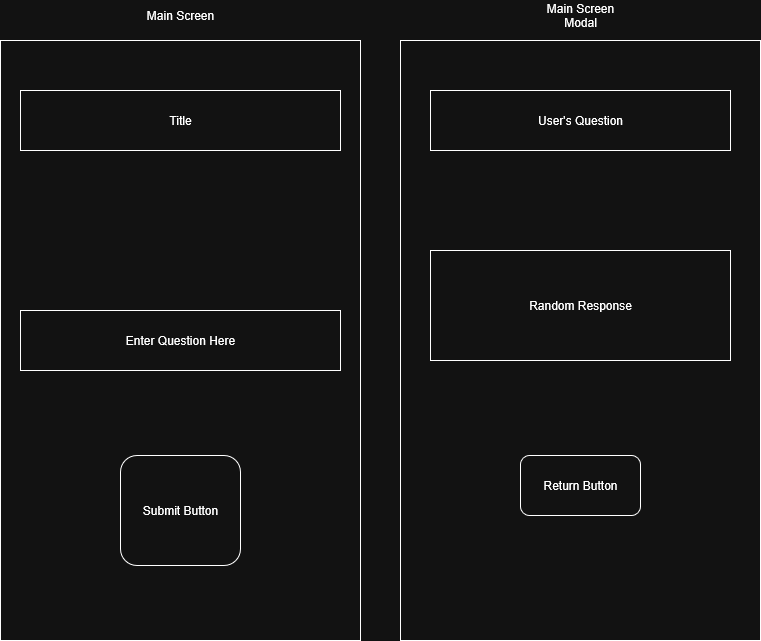 Main Screen
Title
Enter Question Here
Submit Button
Main Screen
Modal
User's Question
Random Response
Return Button